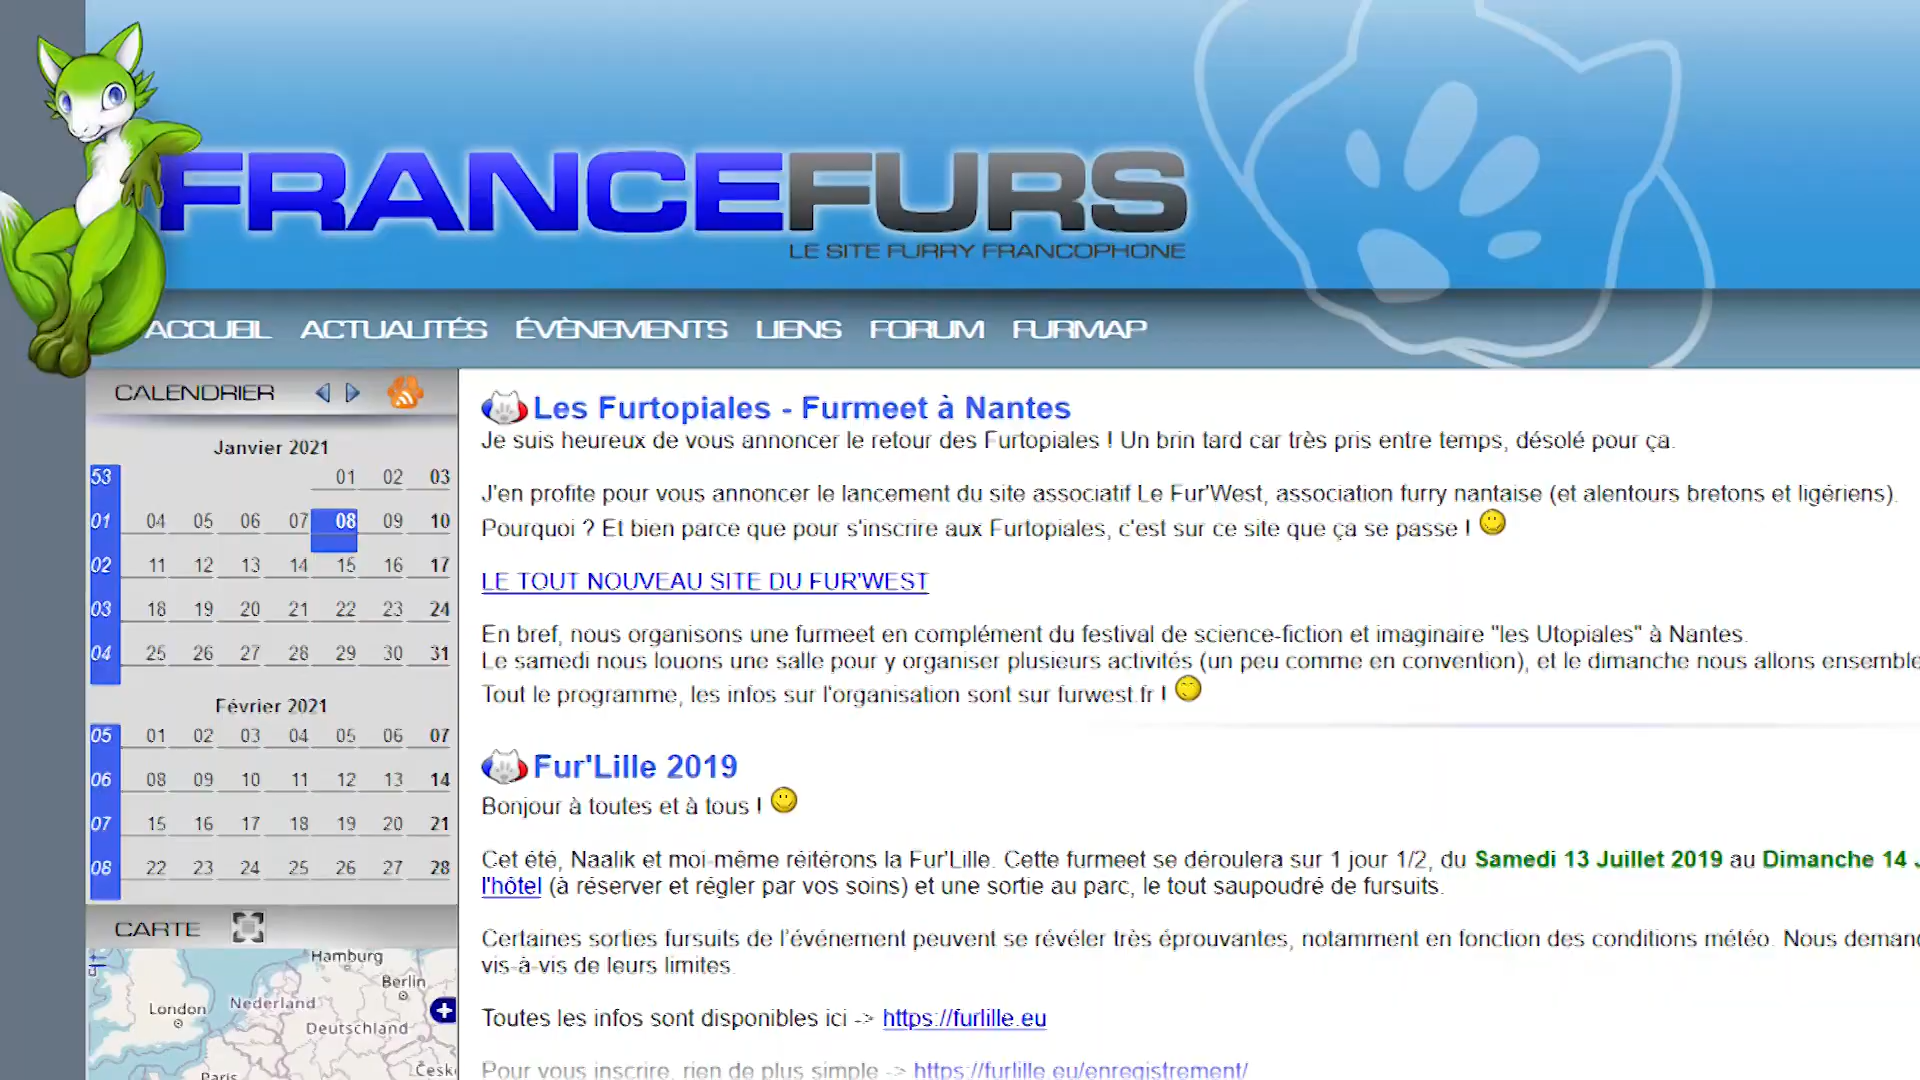 FRANCEFURS
LE SITE FURRY FRANCOPHONE
ACCUEIL ACTUALITÉS ÉVÈNEMENTS LIENS FORUM FURMAP
CALENDRIER
Janvier 2021
53 01 02 03
01 04 05 06 07 08 09 10
02 11 12 13 14 15 16 17
03 18 19 20 21 22 23 24
04 25 26 27 28 29 30 31
Février 2021
05 01 02 03 04 05 06 07
06 08 09 10 11 12 13 14
07 15 16 17 18 19 20 21
08 22 23 24 25 26 27 28
CARTE
Hamburg
Berlin
London
Nederland
Deutschland
Paris
Česk
Les Furtopiales - Furmeet à Nantes
Je suis heureux de vous annoncer le retour des Furtopiales ! Un brin tard car très pris entre temps, désolé pour ça.
J'en profite pour vous annoncer le lancement du site associatif Le Fur'West, association furry nantaise (et alentours bretons et ligériens).
Pourquoi ? Et bien parce que pour s'inscrire aux Furtopiales, c'est sur ce site que ça se passe !
LE TOUT NOUVEAU SITE DU FUR'WEST
En bref, nous organisons une furmeet en complément du festival de science-fiction et imaginaire "les Utopiales" à Nantes.
Le samedi nous louons une salle pour y organiser plusieurs activités (un peu comme en convention), et le dimanche nous allons ensemble
Tout le programme, les infos sur l'organisation sont sur furwest.fr !
Fur'Lille 2019
Bonjour à toutes et à tous !
Cet été, Naalik et moi-même réitérons la Fur'Lille. Cette furmeet se déroulera sur 1 jour 1/2, du Samedi 13 Juillet 2019 au Dimanche 14 J
l'hôtel (à réserver et régler par vos soins) et une sortie au parc, le tout saupoudré de fursuits.
Certaines sorties fursuits de l'événement peuvent se révéler très éprouvantes, notamment en fonction des conditions météo. Nous demand
vis-à-vis de leurs limites.
Toutes les infos sont disponibles ici -> https://furlille.eu
Pour vous inscrire, rien de plus simple -> https://furlille.eu/enregistrement/